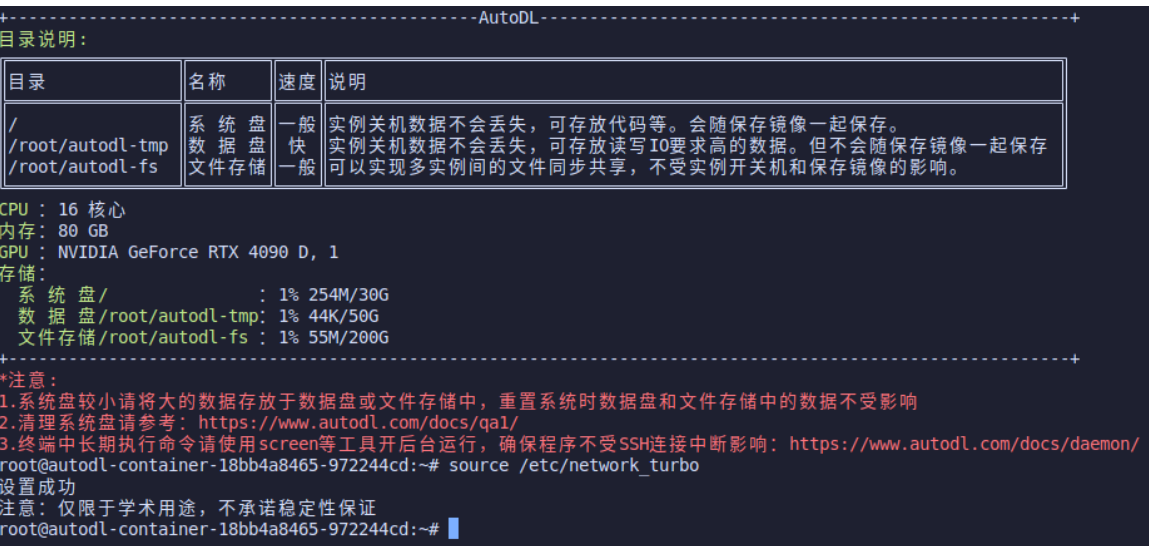 +-----------------------------------------------AutoDL-----------------------------------------------------+
目录说明:
目录 名称 速度 说明
/ 系 统 盘 一般 实例关机数据不会丢失，可存放代码等。会随保存镜像一起保存。
/root/autodl-tmp 数 据 盘 快 实例关机数据不会丢失，可存放读写IO要求高的数据。但不会随保存镜像一起保存
/root/autodl-fs 文件存储 一般 可以实现多实例间的文件同步共享，不受实例开关机和保存镜像的影响。
CPU : 16 核心
内存: 80 GB
GPU : NVIDIA GeForce RTX 4090 D, 1
存储:
系 统 盘/ : 1% 254M/30G
数 据 盘/root/autodl-tmp: 1% 44K/50G
文件存储/root/autodl-fs : 1% 55M/200G
+----------------------------------------------------------------------------------------------------------+
*注意:
1.系统盘较小请将大的数据存放于数据盘或文件存储中，重置系统时数据盘和文件存储中的数据不受影响
2.清理系统盘请参考: https://www.autodl.com/docs/qa1/
3.终端中长期执行命令请使用screen等工具开后台运行，确保程序不受SSH连接中断影响: https://www.autodl.com/docs/daemon/
root@autodl-container-18bb4a8465-972244cd:~# source /etc/network_turbo
设置成功
注意: 仅限于学术用途，不承诺稳定性保证
root@autodl-container-18bb4a8465-972244cd:~#